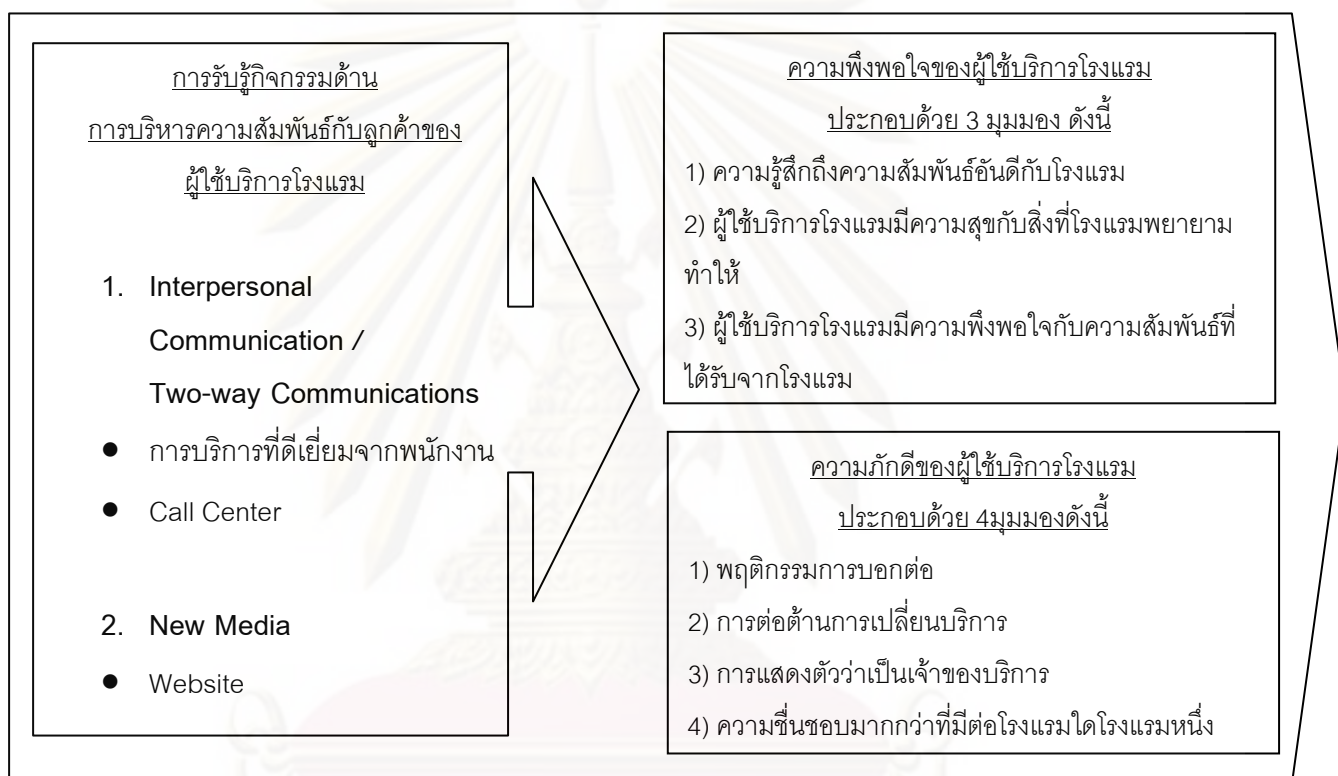 การรับรู้กิจกรรมด้าน
การบริหารความสัมพันธ์กับลูกค้าของ
ผู้ใช้บริการโรงแรม
1. Interpersonal
Communication /
Two-way Communications
● การบริการที่ดีเยี่ยมจากพนักงาน
● Call Center
2. New Media
● Website
ความพึงพอใจของผู้ใช้บริการโรงแรม
ประกอบด้วย 3 มุมมอง ดังนี้
1) ความรู้สึกถึงความสัมพันธ์อันดีกับโรงแรม
2) ผู้ใช้บริการโรงแรมมีความสุขกับสิ่งที่โรงแรมพยายาม
ทำให้
3) ผู้ใช้บริการโรงแรมมีความพึงพอใจกับความสัมพันธ์ที่
ได้รับจากโรงแรม
ความภักดีของผู้ใช้บริการโรงแรม
ประกอบด้วย 4มุมมองดังนี้
1) พฤติกรรมการบอกต่อ
2) การต่อต้านการเปลี่ยนบริการ
3) การแสดงตัวว่าเป็นเจ้าของบริการ
4) ความชื่นชอบมากกว่าที่มีต่อโรงแรมใดโรงแรมหนึ่ง